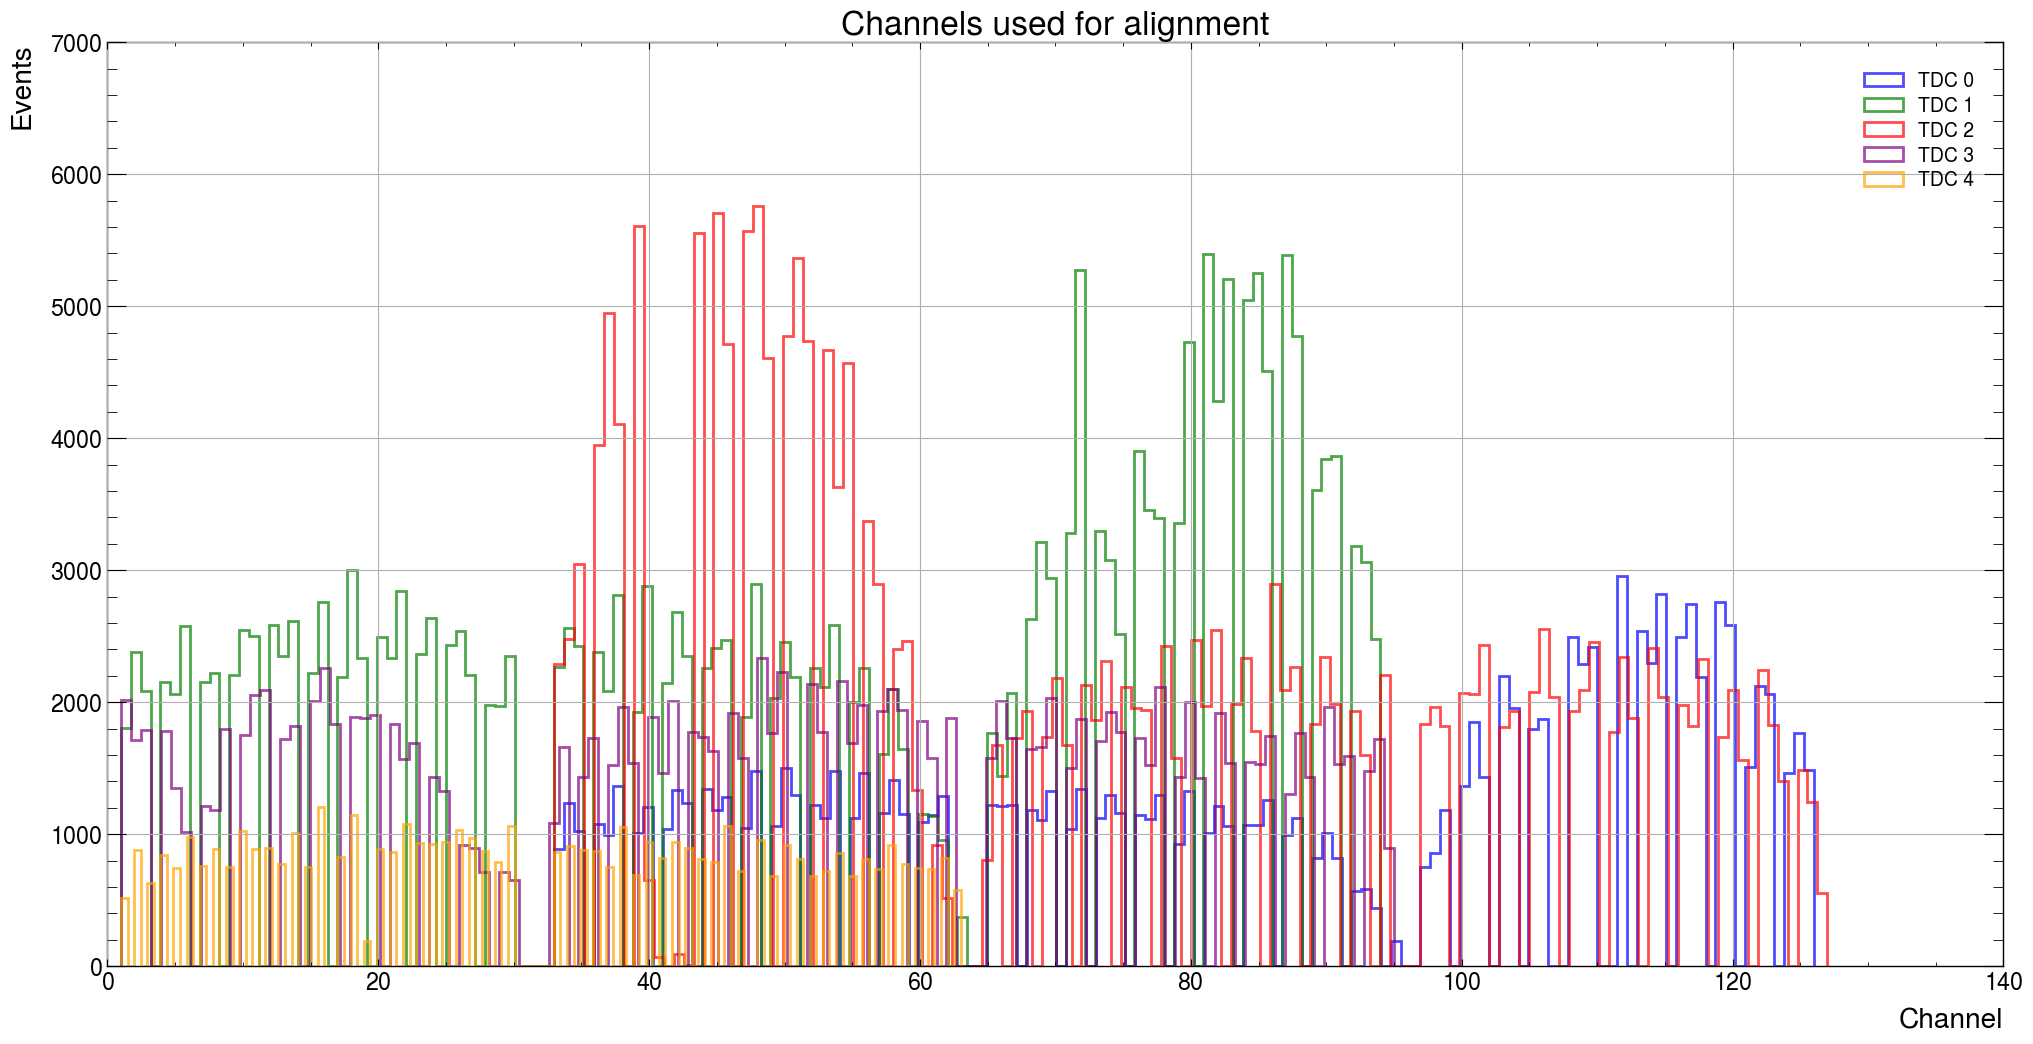 Channels used for alignment
Events
7000
6000
5000
4000
3000
2000
1000
0
TDC 0
TDC 1
TDC 2
TDC 3
TDC 4
0 20 40 60 80 100 120 140
Channel